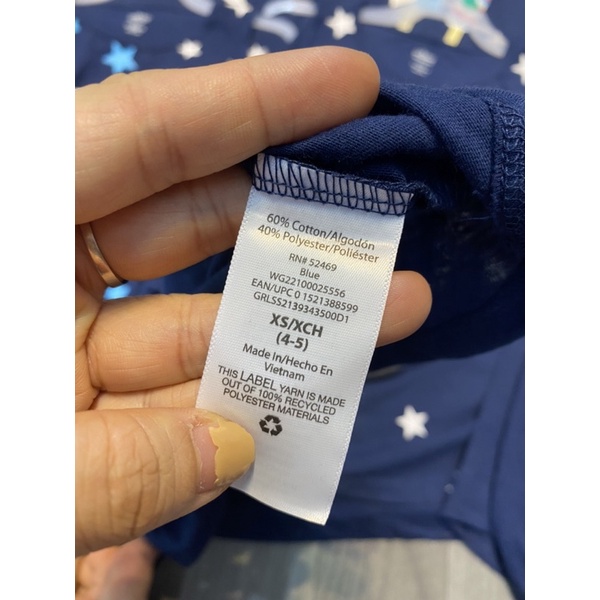 60% Cotton/Algodón
40% Polyester/Poliéster
RN# 52469
Blue
WG22100025556
EAN/UPC 0 1521388599
GRLSS2139343500D1
XS/XCH
(4-5)
Made In/Hecho En
Vietnam
THIS LABEL YARN IS MADE
OUT OF 100% RECYCLED
POLYESTER MATERIALS